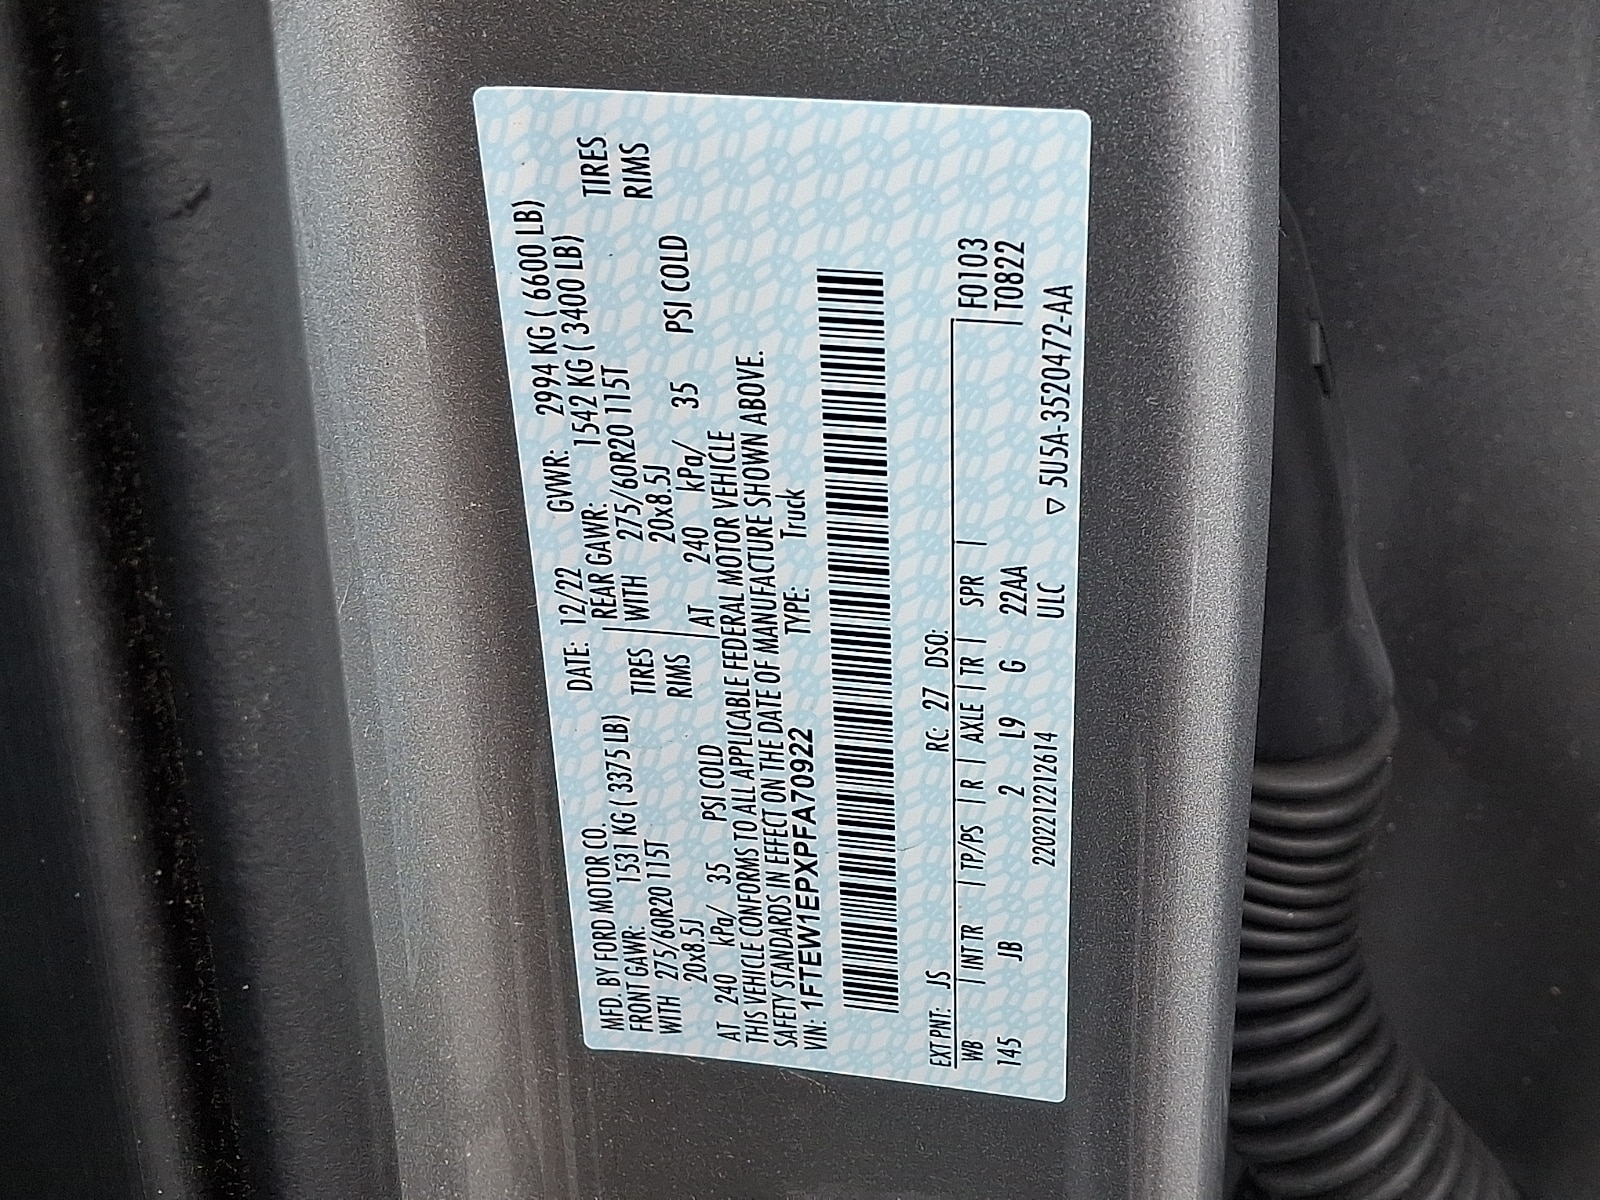 MFD. BY FORD MOTOR CO. DATE: 12/22 GVWR: 2994 KG ( 6600 LB)
FRONT GAWR: 1531 KG ( 3375 LB) REAR GAWR: 1542 KG ( 3400 LB)
WITH 275/60R20 115T TIRES WITH 275/60R20 115T TIRES
20x8.5J RIMS 20x8.5J RIMS
AT 240 kPa/ 35 PSI COLD AT 240 kPa/ 35 PSI COLD
THIS VEHICLE CONFORMS TO ALL APPLICABLE FEDERAL MOTOR VEHICLE
SAFETY STANDARDS IN EFFECT ON THE DATE OF MANUFACTURE SHOWN ABOVE.
VIN: 1FTEW1EPXPFA70922 TYPE: Truck
EXT PNT: JS RC: 27 DSO: F0103
WB | INT TR | TP/PS | R | AXLE | TR | SPR | T0822
145 JB 2 L9 G 22AA
220221221 2614 ULC ▽ 5U5A-3520472-AA